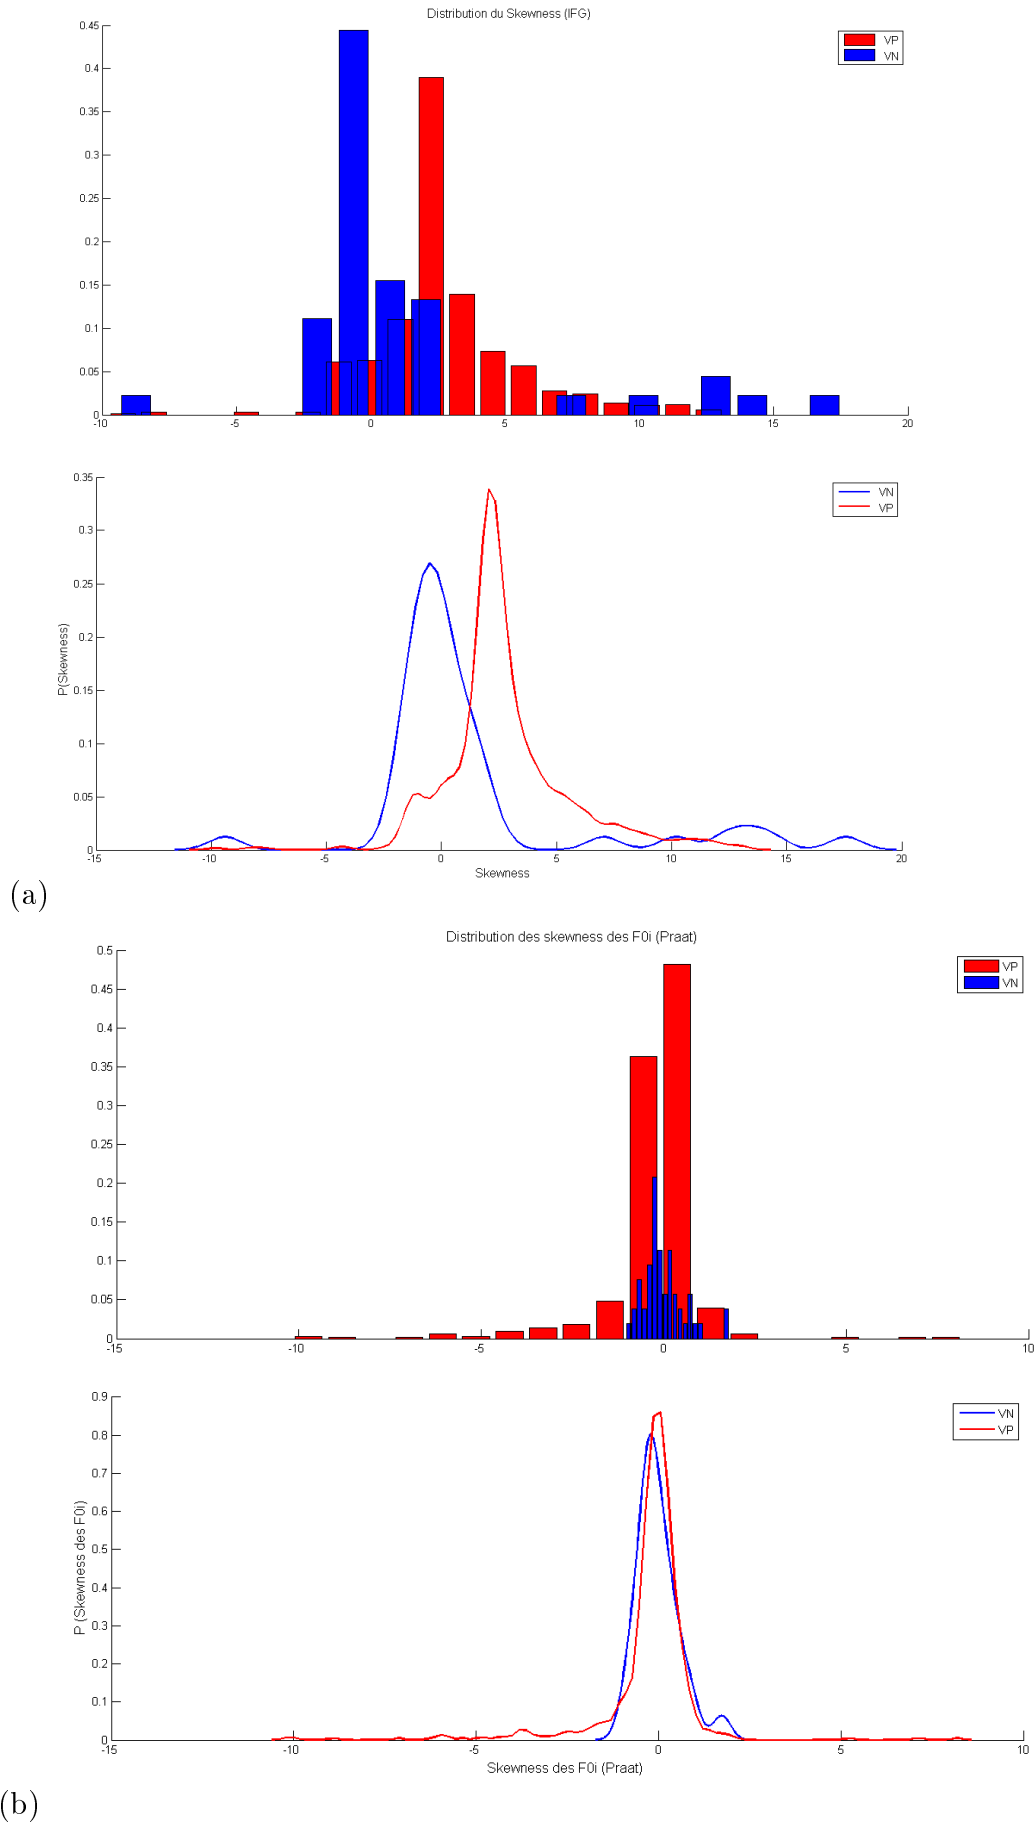 Distribution du Skewness (IFG)
0.45
0.4
0.35
0.3
0.25
0.2
0.15
0.1
0.05
0
-10 -5 0 5 10 15 20
VP
VN
0.35
0.3
0.25
0.2
0.15
0.1
0.05
0
-15 -10 -5 0 5 10 15 20
P(Skewness)
Skewness
VN
VP
(a)
Distribution des skewness des F0i (Praat)
0.5
0.45
0.4
0.35
0.3
0.25
0.2
0.15
0.1
0.05
0
-15 -10 -5 0 5 10
VP
VN
0.9
0.8
0.7
0.6
0.5
0.4
0.3
0.2
0.1
0
-15 -10 -5 0 5 10
P (Skewness des F0i)
Skewness des F0i (Praat)
VN
VP
(b)